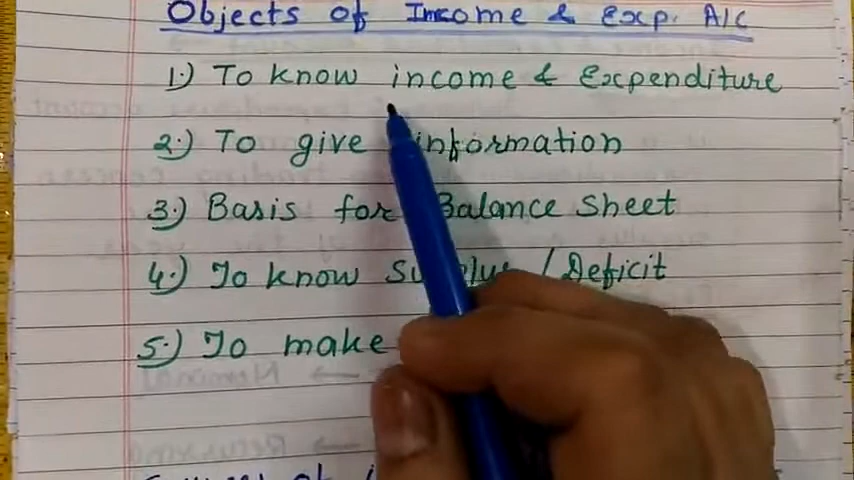 Objects of Income & Exp. A/C
1.) To know income & Expenditure
2.) To give information
3.) Basis for Balance Sheet
4.) To know Surplus / Deficit
5.) To make